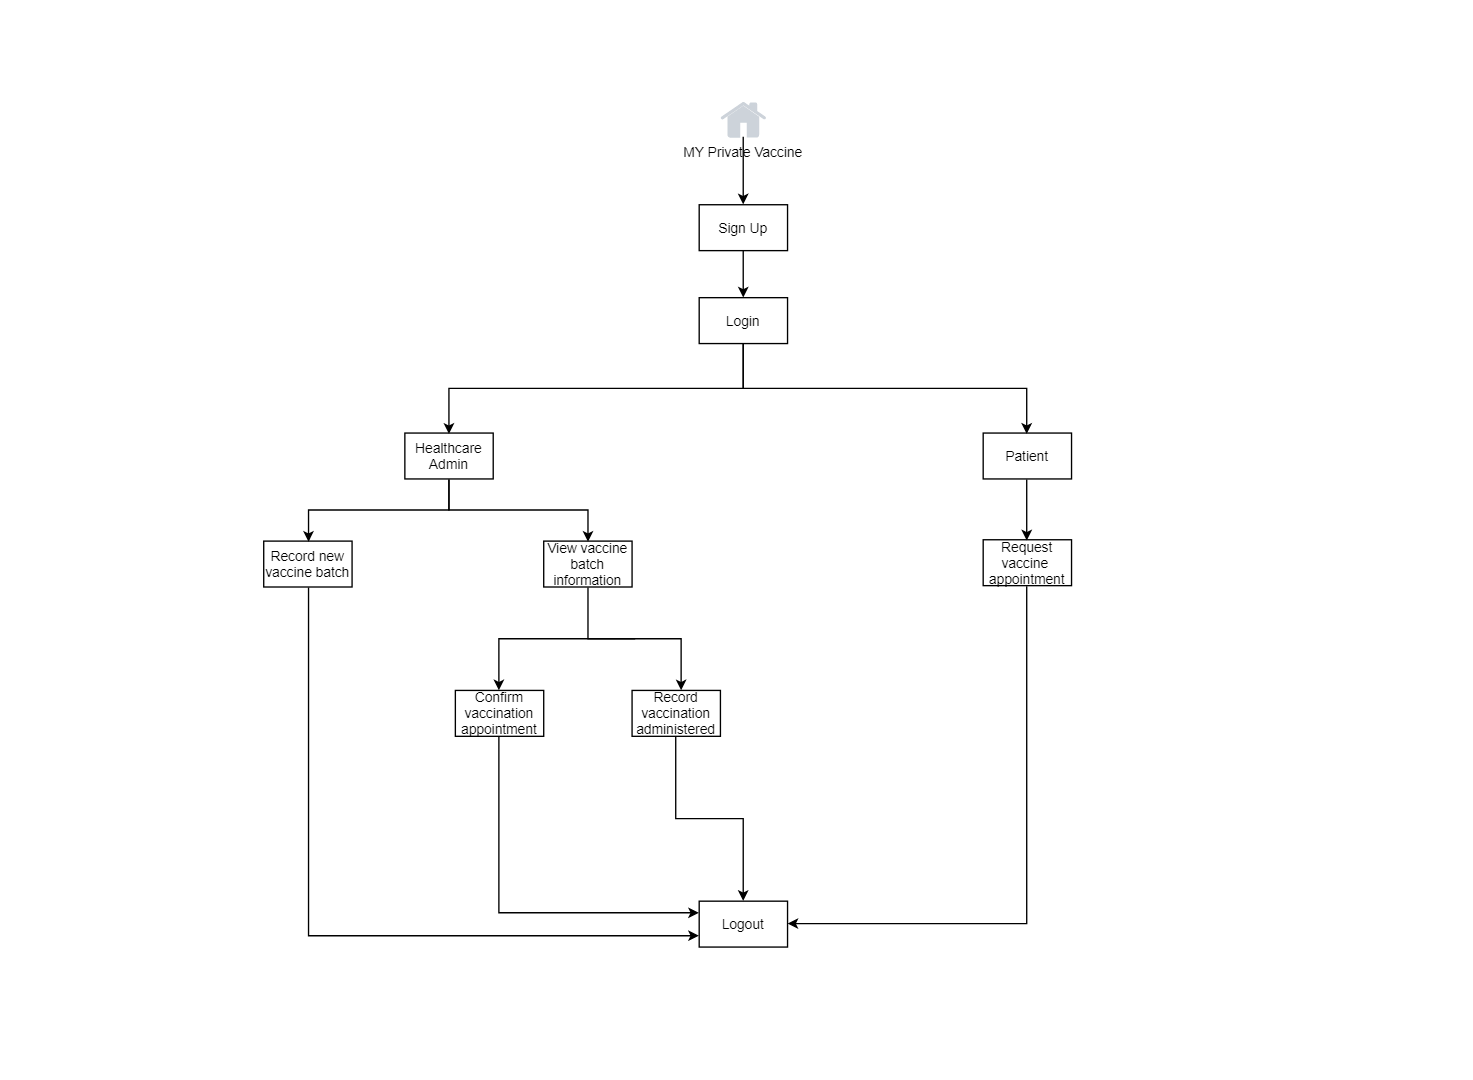 MY Private Vaccine
Sign Up
Login
Healthcare
Admin
Patient
Record new
vaccine batch
View vaccine
batch
information
Request
vaccine
appointment
Confirm
vaccination
appointment
Record
vaccination
administered
Logout